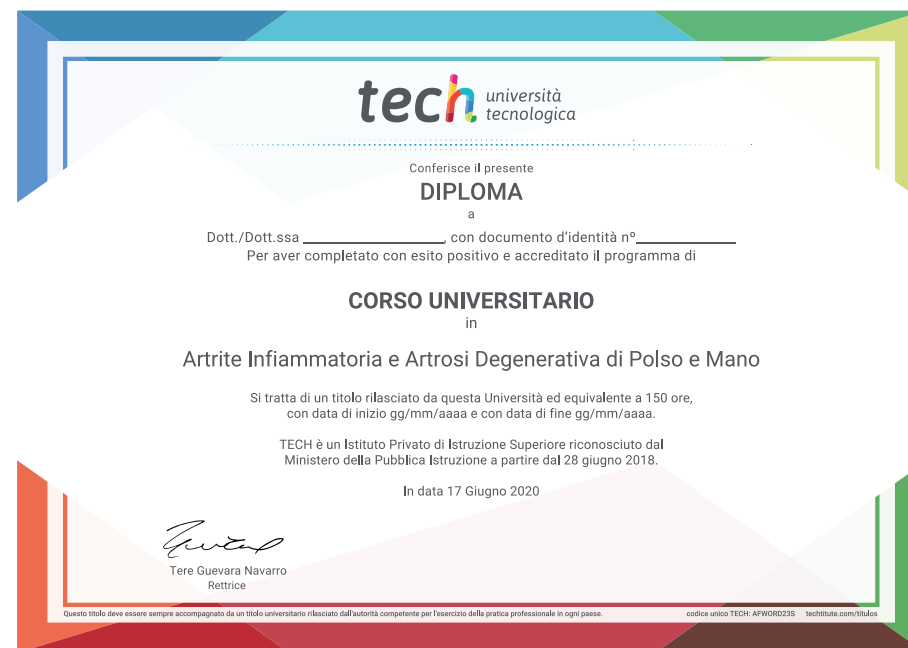 tech università
tecnologica
Conferisce il presente
DIPLOMA
a
Dott./Dott.ssa ____________________, con documento d'identità nº______________
Per aver completato con esito positivo e accreditato il programma di
CORSO UNIVERSITARIO
in
Artrite Infiammatoria e Artrosi Degenerativa di Polso e Mano
Si tratta di un titolo rilasciato da questa Università ed equivalente a 150 ore,
con data di inizio gg/mm/aaaa e con data di fine gg/mm/aaaa.
TECH è un Istituto Privato di Istruzione Superiore riconosciuto dal
Ministero della Pubblica Istruzione a partire dal 28 giugno 2018.
In data 17 Giugno 2020
Tere Guevara Navarro
Rettrice
Questo titolo deve essere sempre accompagnato da un titolo universitario rilasciato dall'autorità competente per l'esercizio della pratica professionale in ogni paese. codice unico TECH: AFWORD23S techtitute.com/titulos